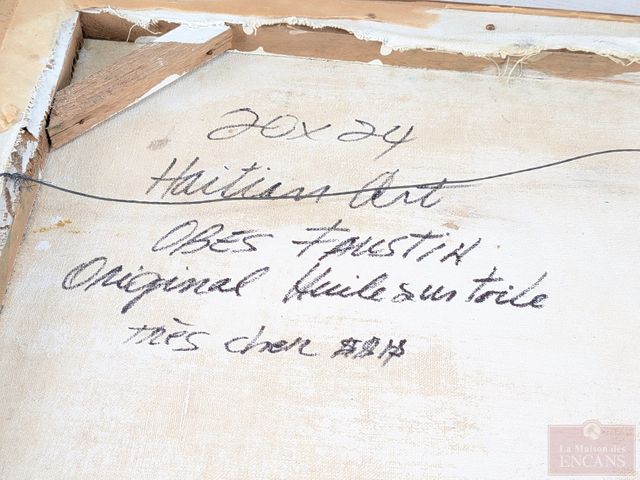 20x24
Haitian Art
OBES FAUSTIN
Original Huile sur toile
très cher $$$
La Maison des
ENCANS